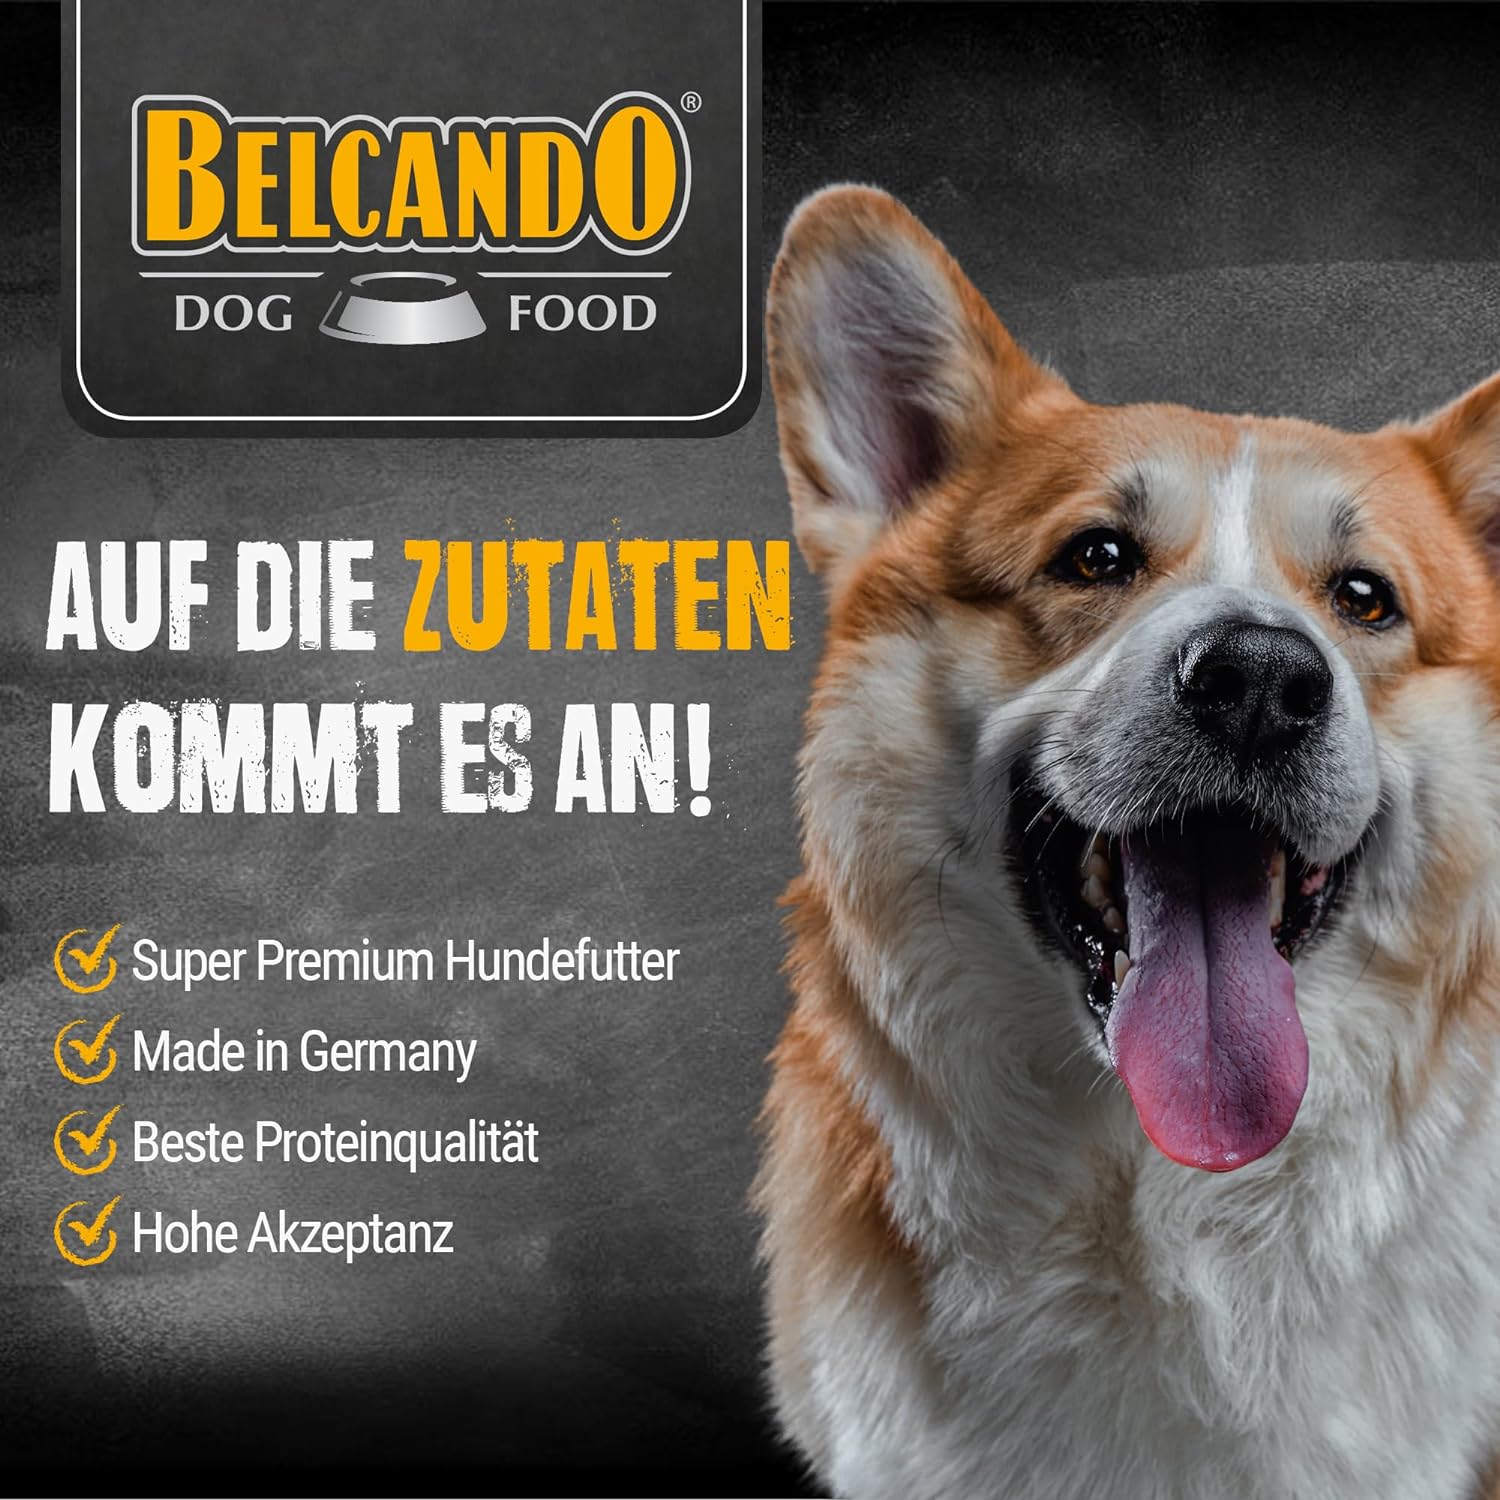 BELCANDO®
DOG FOOD
AUF DIE ZUTATEN
KOMMT ES AN!
Super Premium Hundefutter
Made in Germany
Beste Proteinqualität
Hohe Akzeptanz